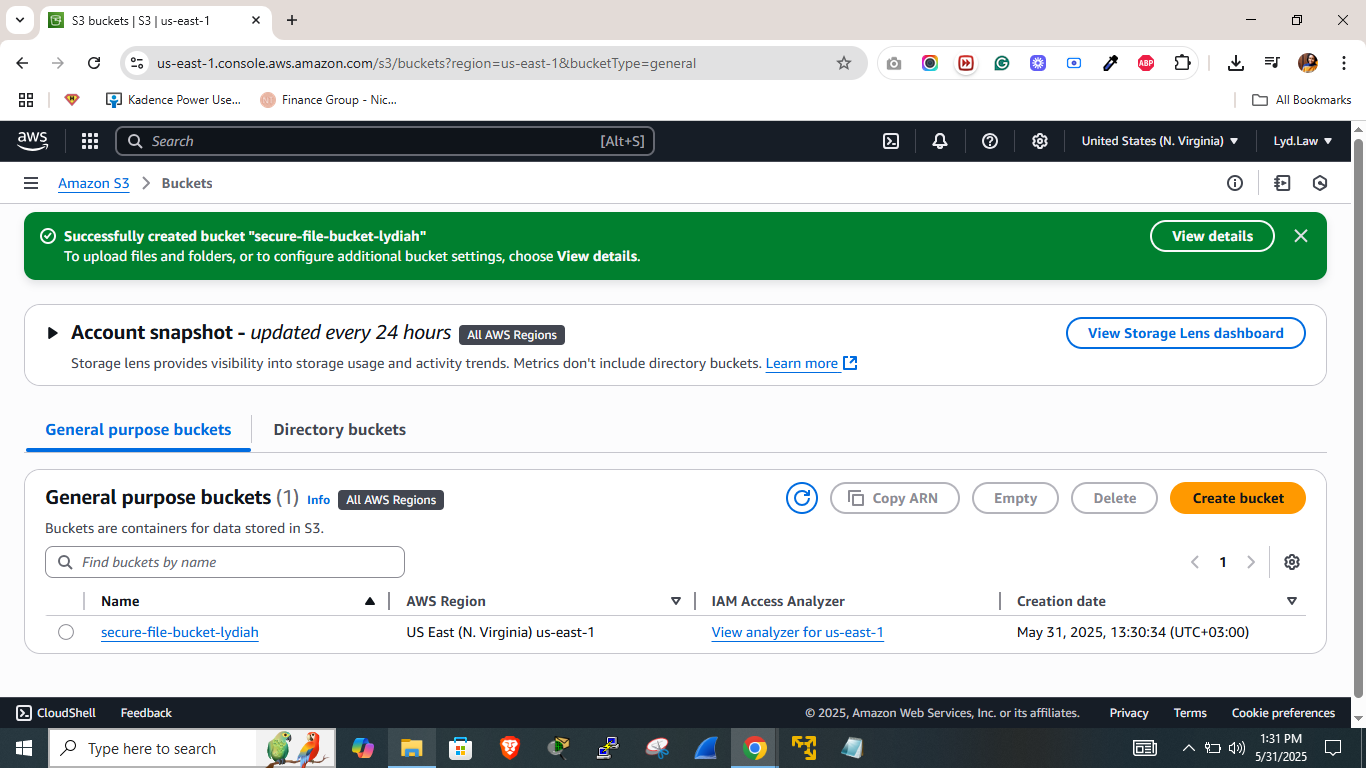 S3 buckets | S3 | us-east-1
us-east-1.console.aws.amazon.com/s3/buckets?region=us-east-1&bucketType=general
ABP
Kadence Power Use...
Finance Group - Nic...
All Bookmarks
aws
Search
[Alt+S]
United States (N. Virginia)
Lyd.Law
Amazon S3
Buckets
Successfully created bucket "secure-file-bucket-lydiah"
To upload files and folders, or to configure additional bucket settings, choose View details.
View details
Account snapshot - updated every 24 hours
All AWS Regions
View Storage Lens dashboard
Storage lens provides visibility into storage usage and activity trends. Metrics don't include directory buckets. Learn more
General purpose buckets
Directory buckets
General purpose buckets (1)
Info
All AWS Regions
Copy ARN
Empty
Delete
Create bucket
Buckets are containers for data stored in S3.
Find buckets by name
1
Name
AWS Region
IAM Access Analyzer
Creation date
secure-file-bucket-lydiah
US East (N. Virginia) us-east-1
View analyzer for us-east-1
May 31, 2025, 13:30:34 (UTC+03:00)
CloudShell
Feedback
© 2025, Amazon Web Services, Inc. or its affiliates.
Privacy
Terms
Cookie preferences
Type here to search
1:31 PM
5/31/2025